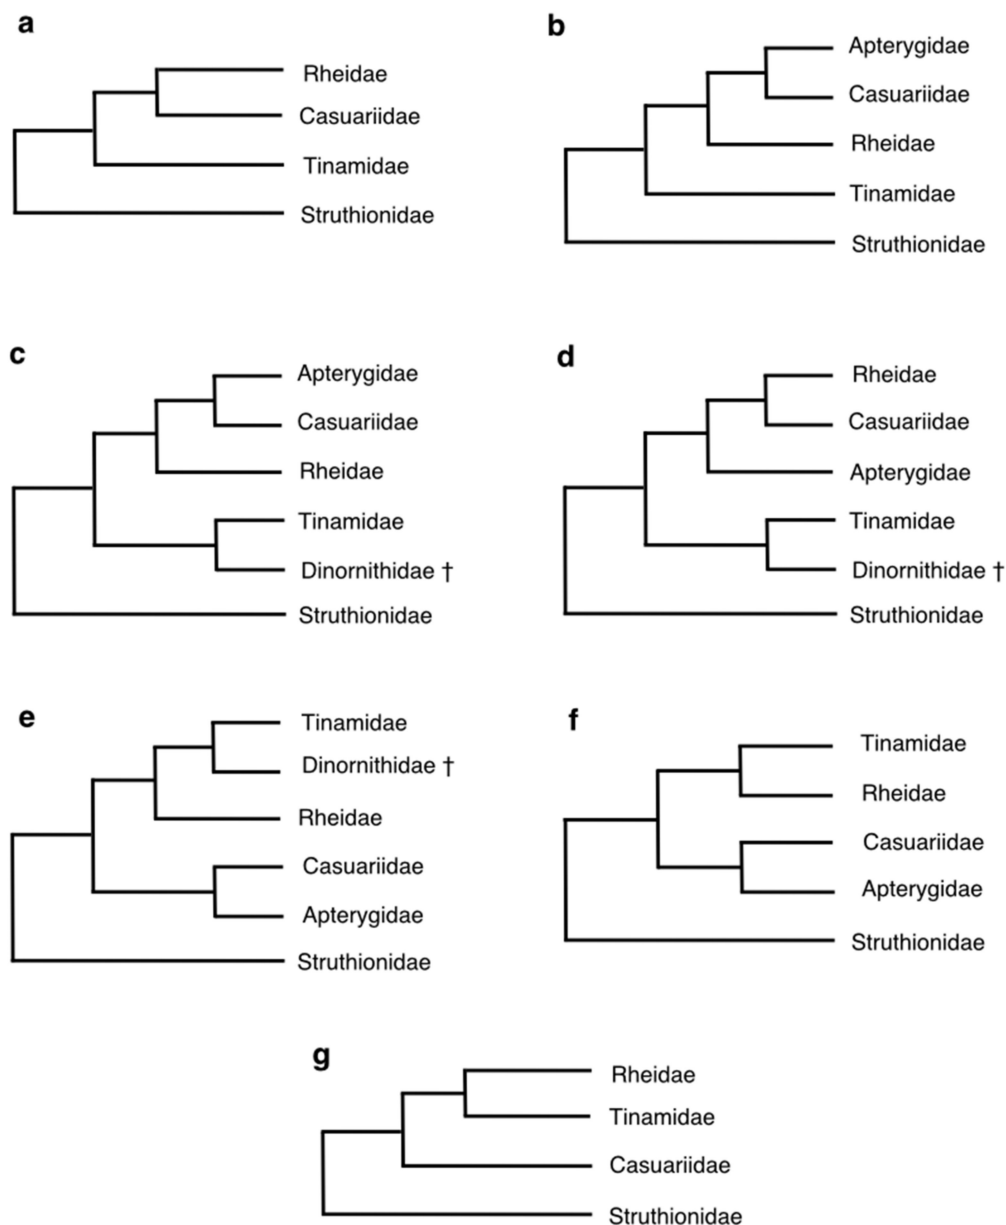 a
Rheidae
Casuariidae
Tinamidae
Struthionidae
b
Apterygidae
Casuariidae
Rheidae
Tinamidae
Struthionidae
c
Apterygidae
Casuariidae
Rheidae
Tinamidae
Dinornithidae †
Struthionidae
d
Rheidae
Casuariidae
Apterygidae
Tinamidae
Dinornithidae †
Struthionidae
e
Tinamidae
Dinornithidae †
Rheidae
Casuariidae
Apterygidae
Struthionidae
f
Tinamidae
Rheidae
Casuariidae
Apterygidae
Struthionidae
g
Rheidae
Tinamidae
Casuariidae
Struthionidae